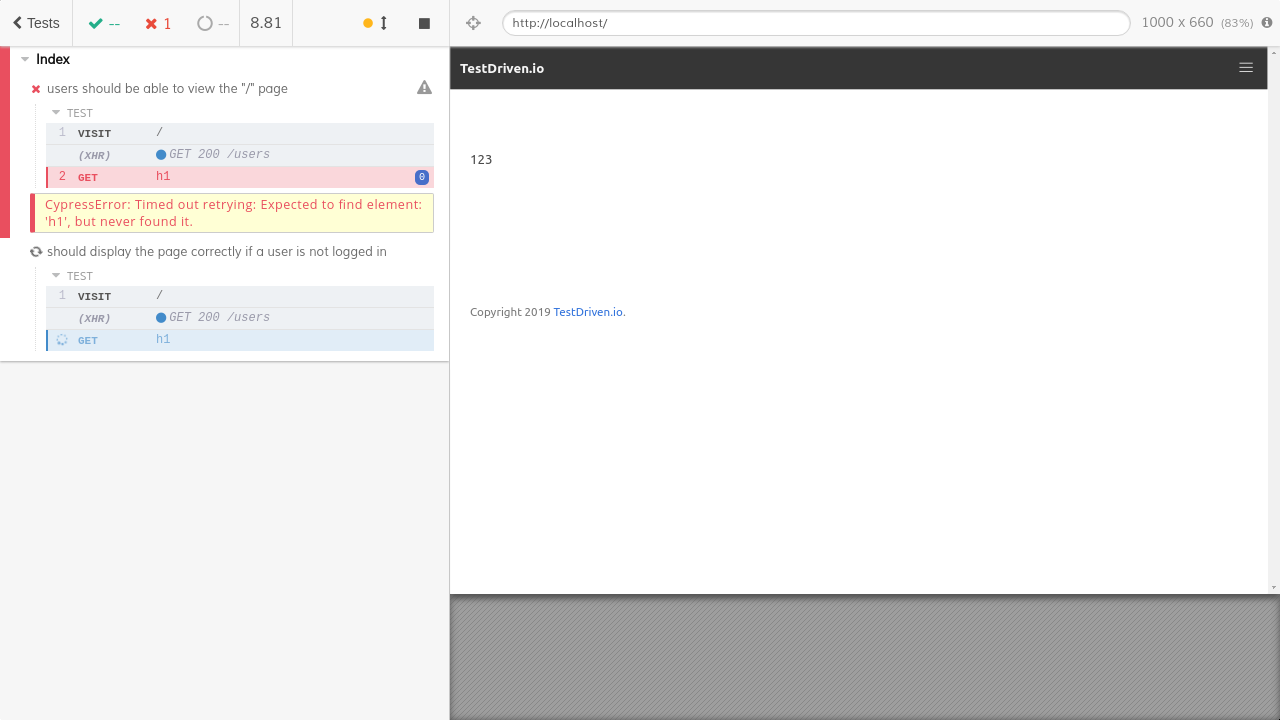 Tests
--
1
--
8.81
http://localhost/
1000 x 660 (83%)
Index
users should be able to view the "/" page
TEST
1 VISIT /
(XHR) GET 200 /users
2 GET h1 0
CypressError: Timed out retrying: Expected to find element:
'h1', but never found it.
should display the page correctly if a user is not logged in
TEST
1 VISIT /
(XHR) GET 200 /users
GET h1
TestDriven.io
123
Copyright 2019 TestDriven.io.